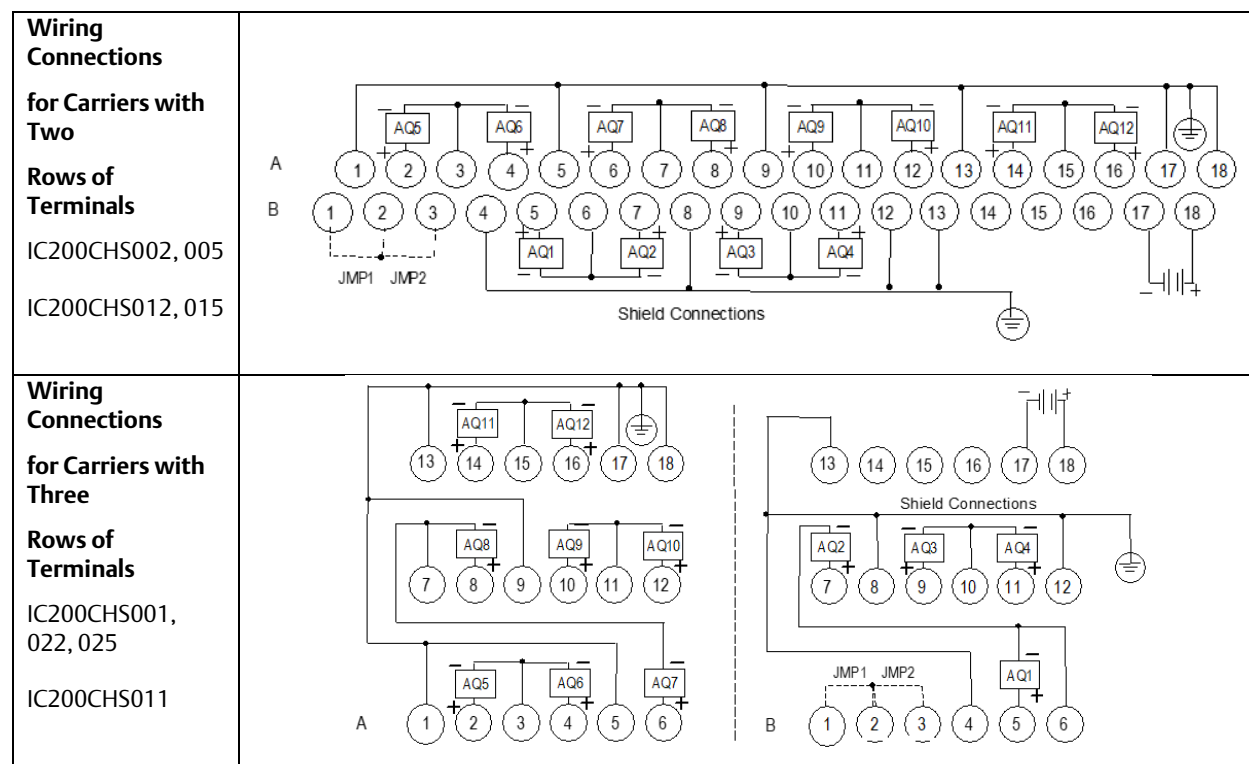 Wiring
Connections
for Carriers with
Two
Rows of
Terminals
IC200CHS002, 005
IC200CHS012, 015
AQ5 AQ6 AQ7 AQ8 AQ9 AQ10 AQ11 AQ12
A 1 2 3 4 5 6 7 8 9 10 11 12 13 14 15 16 17 18
B 1 2 3 4 5 6 7 8 9 10 11 12 13 14 15 16 17 18
AQ1 AQ2 AQ3 AQ4
JMP1 JMP2
Shield Connections
Wiring
Connections
for Carriers with
Three
Rows of
Terminals
IC200CHS001,
022, 025
IC200CHS011
AQ11 AQ12
13 14 15 16 17 18
AQ8 AQ9 AQ10
7 8 9 10 11 12
AQ5 AQ6 AQ7
A 1 2 3 4 5 6
13 14 15 16 17 18
Shield Connections
AQ2 AQ3 AQ4
7 8 9 10 11 12
JMP1 JMP2 AQ1
B 1 2 3 4 5 6